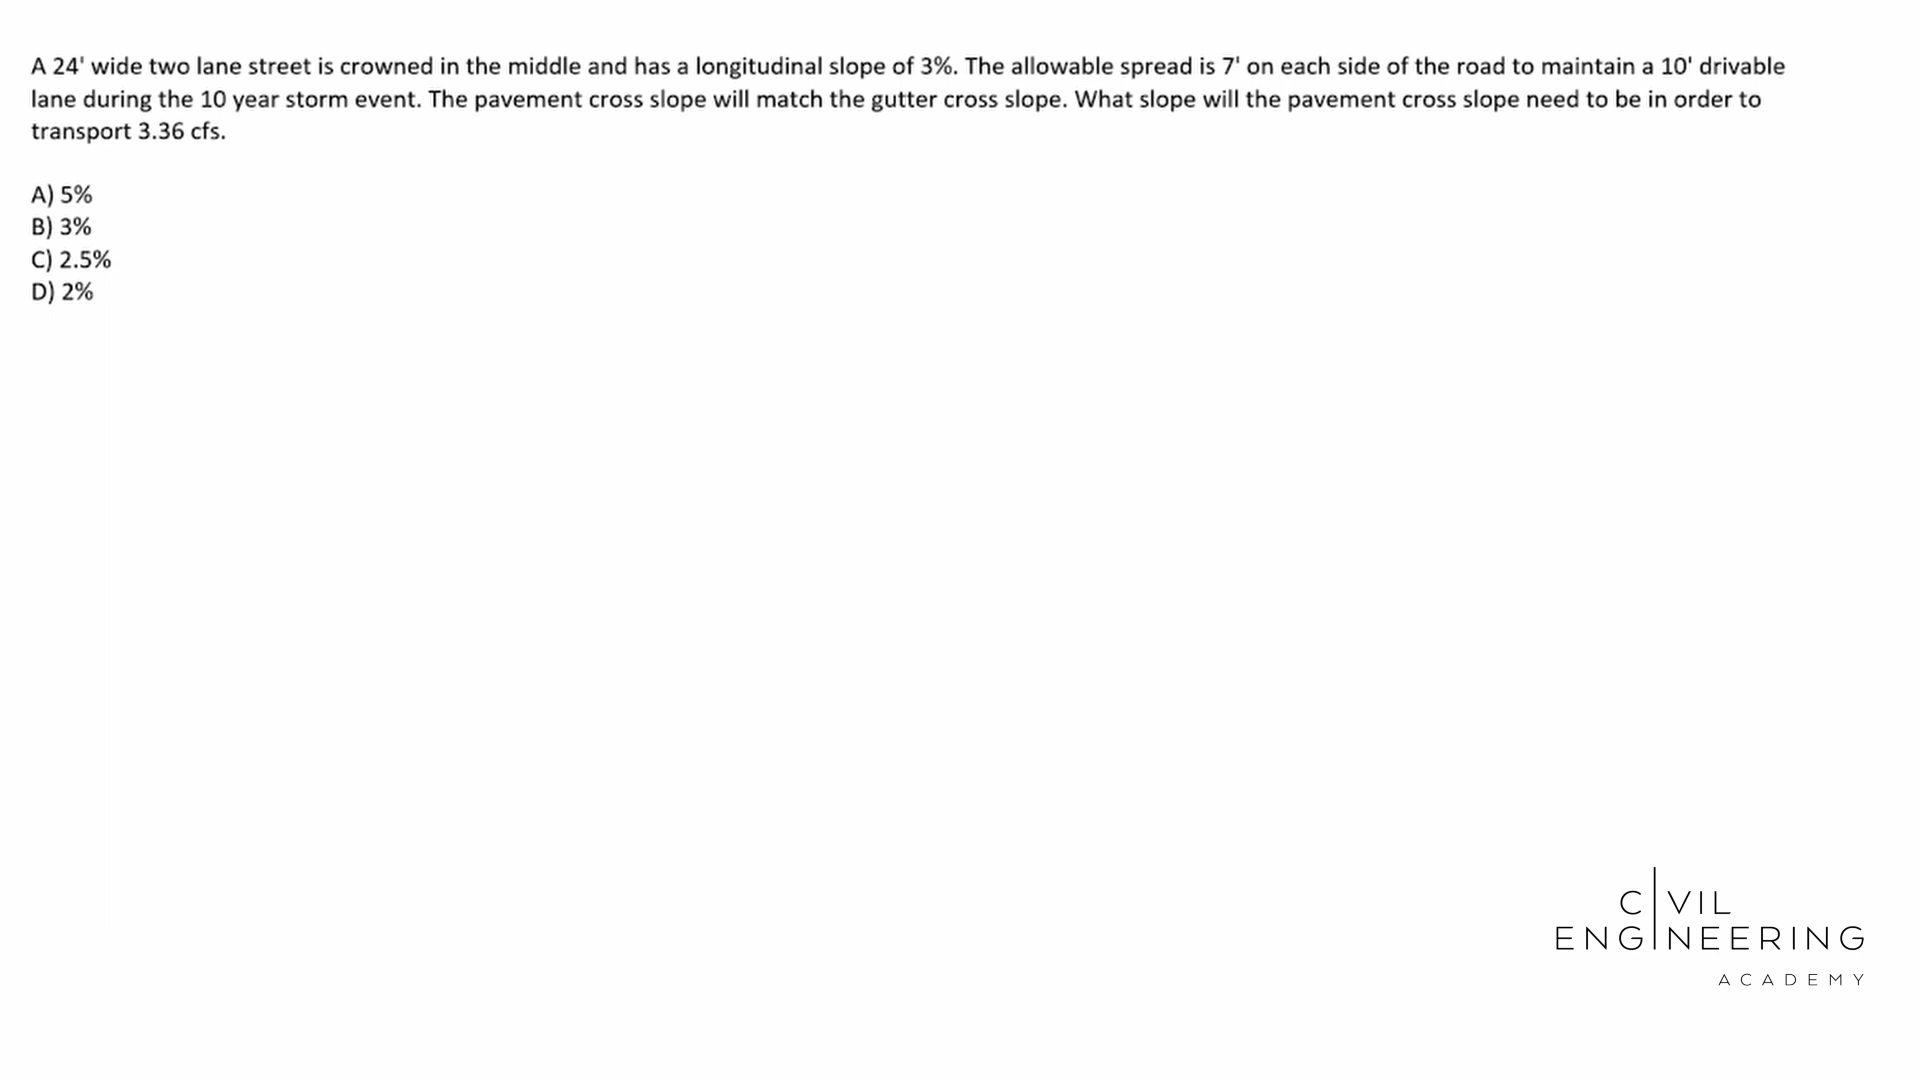 A 24' wide two lane street is crowned in the middle and has a longitudinal slope of 3%. The allowable spread is 7' on each side of the road to maintain a 10' drivable
lane during the 10 year storm event. The pavement cross slope will match the gutter cross slope. What slope will the pavement cross slope need to be in order to
transport 3.36 cfs.
A) 5%
B) 3%
C) 2.5%
D) 2%
CIVIL
ENGINEERING
ACADEMY